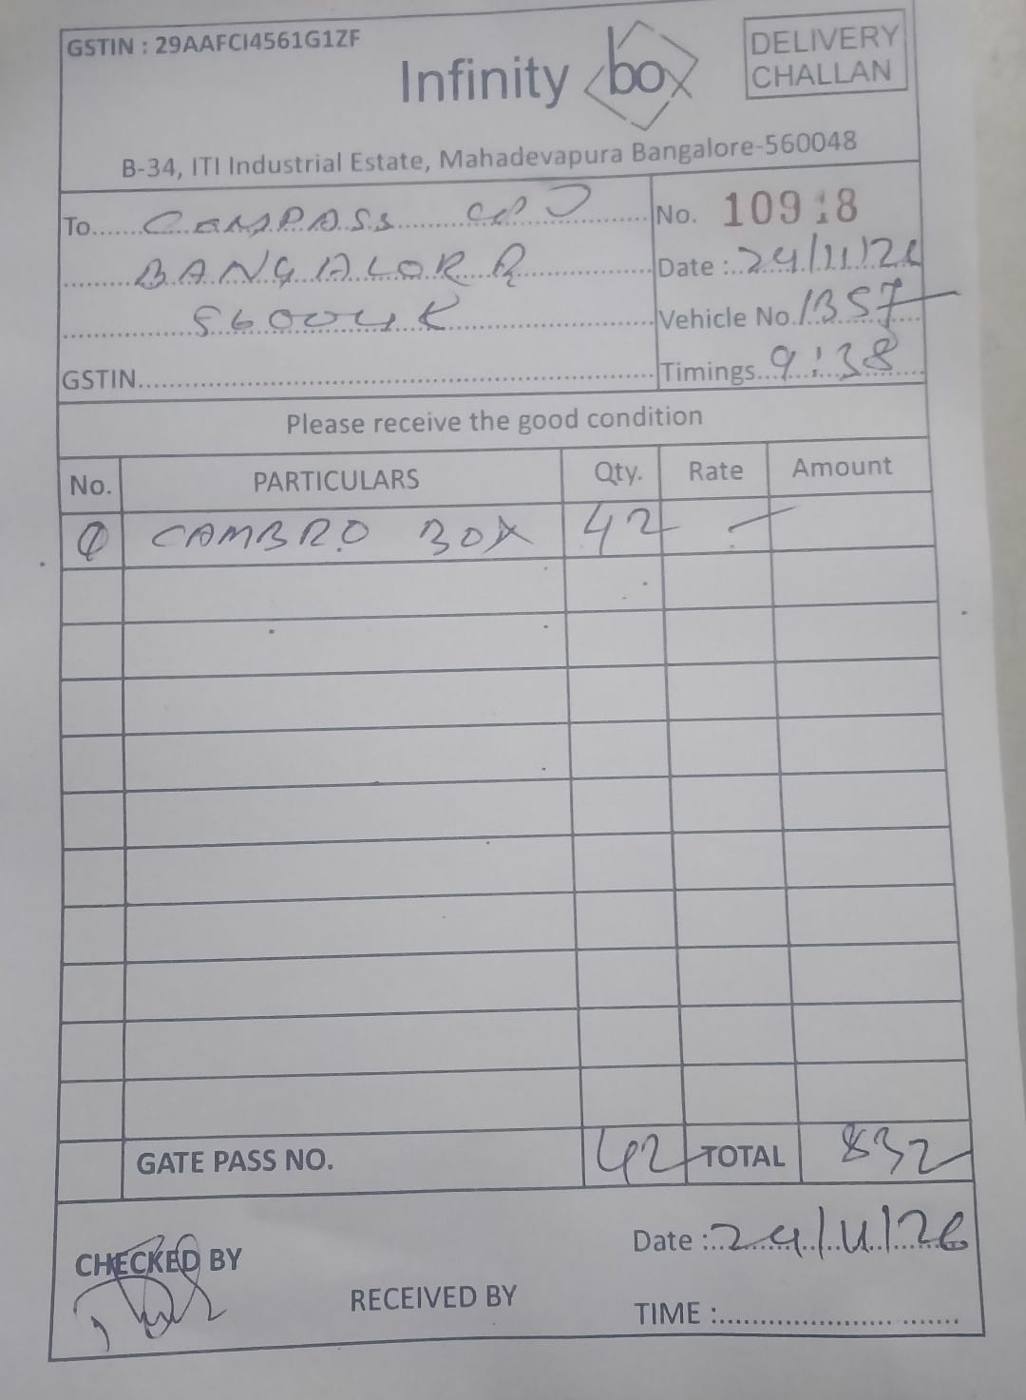 GSTIN : 29AAFCI4561G1ZF
Infinity box
DELIVERY
CHALLAN
B-34, ITI Industrial Estate, Mahadevapura Bangalore-560048
To COMPASS
BANGALORE
No. 10918
Date : 24/11/26
Vehicle No. 1357
GSTIN
Timings 9:38
Please receive the good condition
No. PARTICULARS Qty. Rate Amount
CAMBRO BOX 42 -
GATE PASS NO. 42 TOTAL 832
CHECKED BY
RECEIVED BY
Date : 24/11/26
TIME :